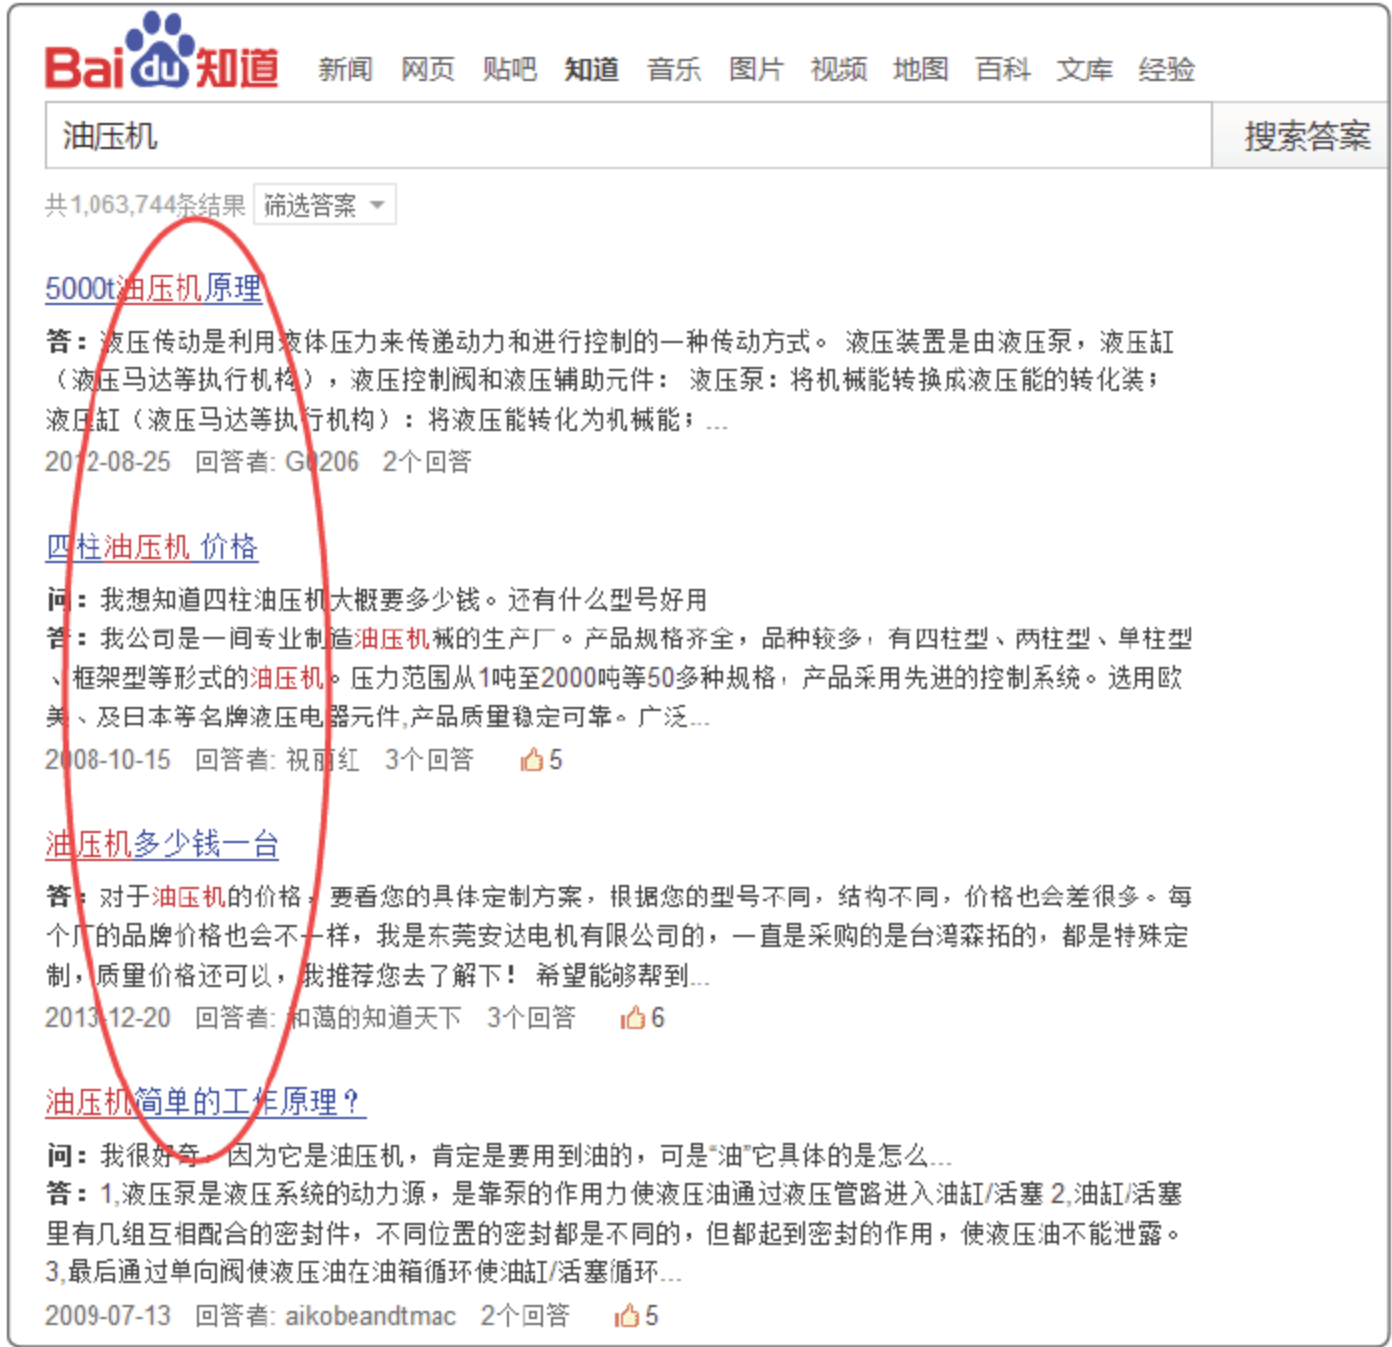 Bai du 知道 新闻 网页 贴吧 知道 音乐 图片 视频 地图 百科 文库 经验
油压机 搜索答案
共1,063,744条结果 筛选答案
5000t油压机原理
答：液压传动是利用液体压力来传递动力和进行控制的一种传动方式。 液压装置是由液压泵，液压缸
（液压马达等执行机构），液压控制阀和液压辅助元件： 液压泵：将机械能转换成液压能的转化装；
液压缸（液压马达等执行机构）：将液压能转化为机械能；...
2012-08-25 回答者: G0206 2个回答
四柱油压机 价格
问：我想知道四柱油压机大概要多少钱。还有什么型号好用
答：我公司是一间专业制造油压机械的生产厂。产品规格齐全，品种较多，有四柱型、两柱型、单柱型
、框架型等形式的油压机。压力范围从1吨至2000吨等50多种规格，产品采用先进的控制系统。选用欧
美、及日本等名牌液压电器元件,产品质量稳定可靠。广泛...
2008-10-15 回答者: 祝丽红 3个回答 5
油压机多少钱一台
答：对于油压机的价格，要看您的具体定制方案，根据您的型号不同，结构不同，价格也会差很多。每
个厂的品牌价格也会不一样，我是东莞安达电机有限公司的，一直是采购的是台湾森拓的，都是特殊定
制，质量价格还可以，我推荐您去了解下！ 希望能够帮到...
2013-12-20 回答者: 和蔼的知道天下 3个回答 6
油压机简单的工作原理？
问：我很好奇，因为它是油压机，肯定是要用到油的，可是“油”它具体的是怎么...
答：1,液压泵是液压系统的动力源，是靠泵的作用力使液压油通过液压管路进入油缸/活塞 2,油缸/活塞
里有几组互相配合的密封件，不同位置的密封都是不同的，但都起到密封的作用，使液压油不能泄露。
3,最后通过单向阀使液压油在油箱循环使油缸/活塞循环...
2009-07-13 回答者: aikobeandtmac 2个回答 5